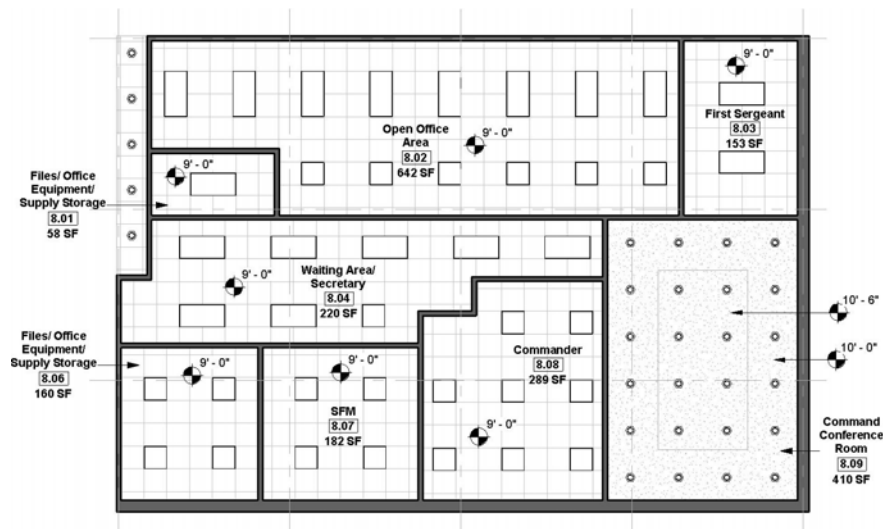 9' - 0"
First Sergeant
8.03
153 SF
Open Office
Area
8.02
642 SF
9' - 0"
9' - 0"
Files/ Office
Equipment/
Supply Storage
8.01
58 SF
9' - 0"
Waiting Area/
Secretary
8.04
220 SF
10' - 6"
10' - 0"
Files/ Office
Equipment/
Supply Storage
8.06
160 SF
9' - 0"
9' - 0"
SFM
8.07
182 SF
Commander
8.08
289 SF
9' - 0"
Command
Conference
Room
8.09
410 SF